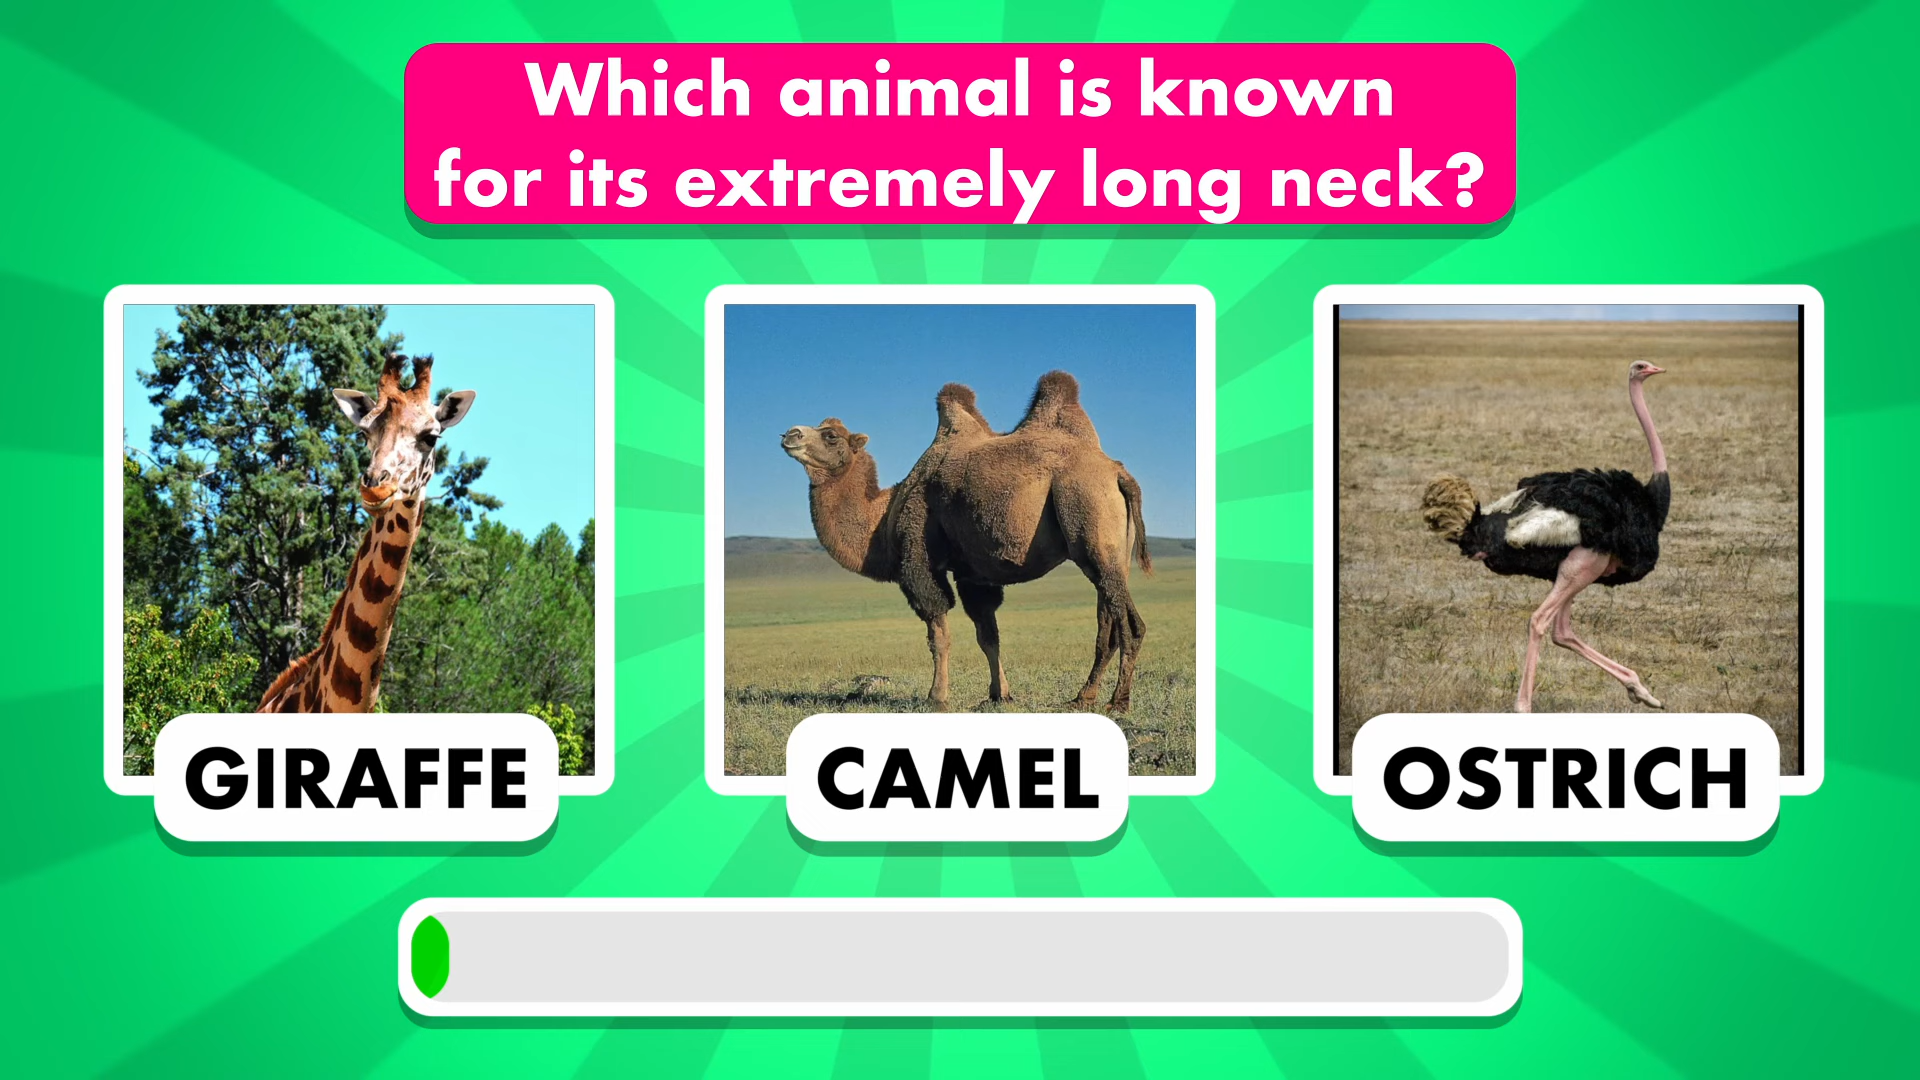 Which animal is known
for its extremely long neck?
GIRAFFE
CAMEL
OSTRICH